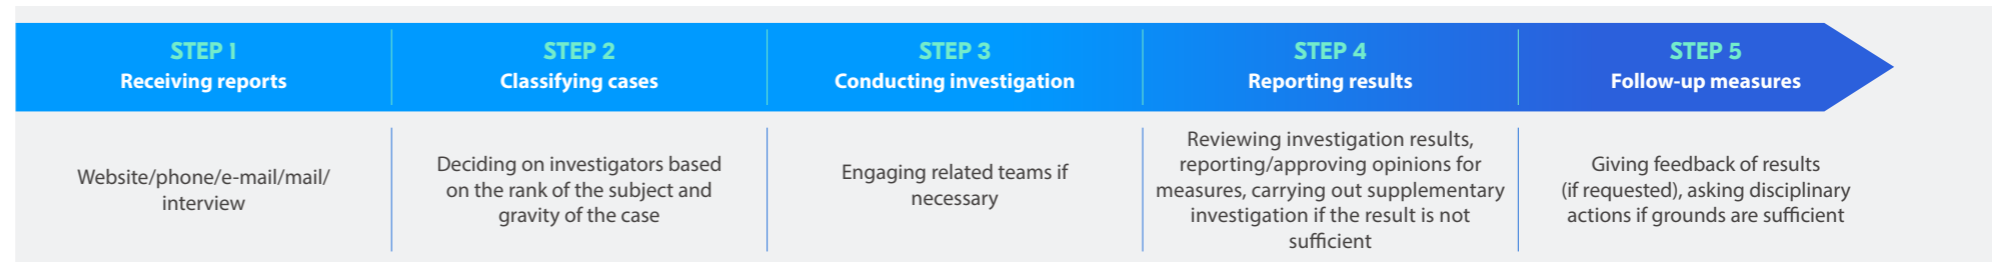 STEP 1
Receiving reports
Website/phone/e-mail/mail/
interview
STEP 2
Classifying cases
Deciding on investigators based
on the rank of the subject and
gravity of the case
STEP 3
Conducting investigation
Engaging related teams if
necessary
STEP 4
Reporting results
Reviewing investigation results,
reporting/approving opinions for
measures, carrying out supplementary
investigation if the result is not
sufficient
STEP 5
Follow-up measures
Giving feedback of results
(if requested), asking disciplinary
actions if grounds are sufficient